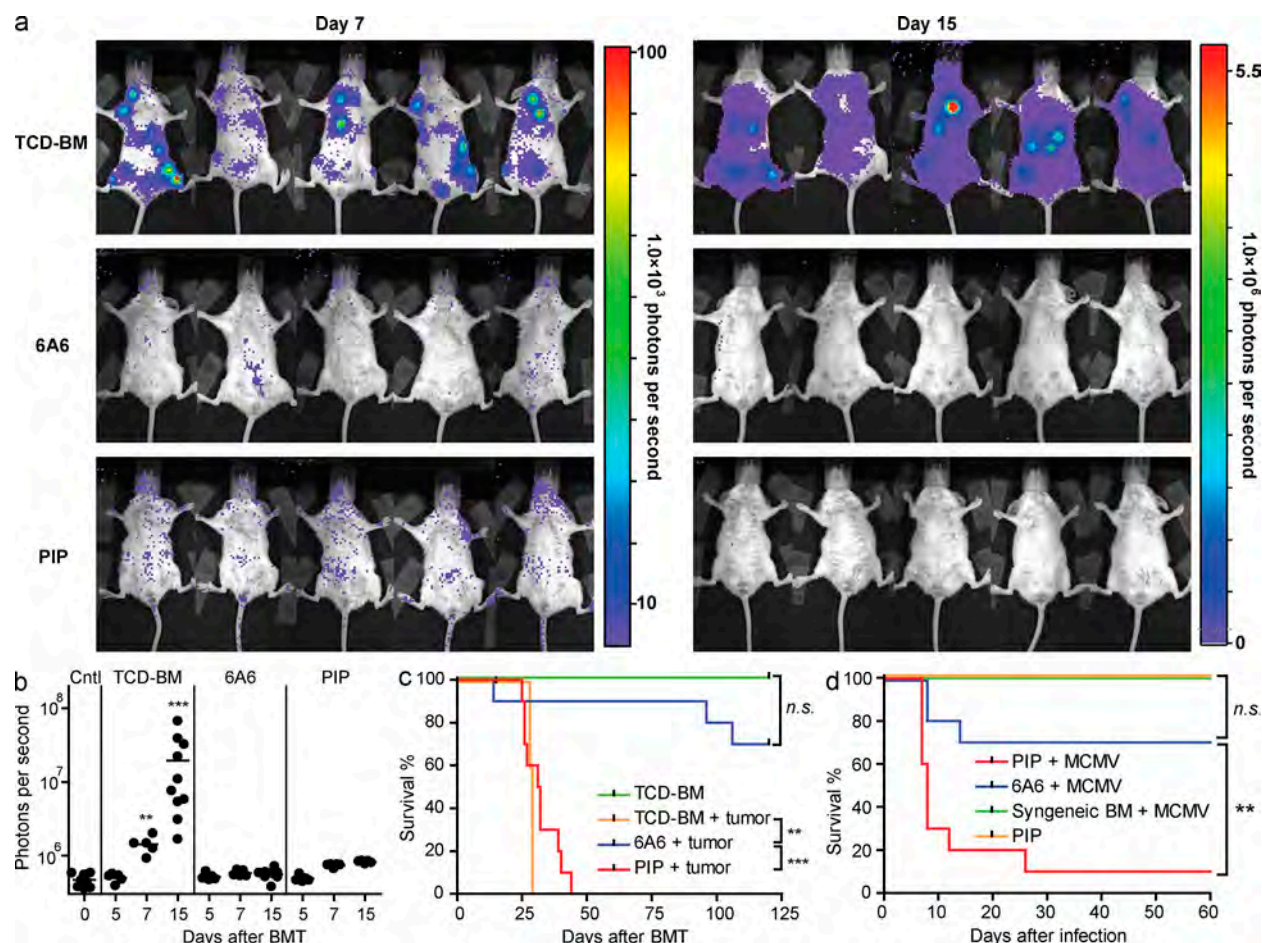 a
Day 7
Day 15
100
5.5
TCD-BM
6A6
1.0×10³ photons per second
1.0×10⁶ photons per second
PIP
10
0
b
Cntl TCD-BM 6A6 PIP
Photons per second
10⁸
10⁷
10⁶
***
**
0 5 7 15 5 7 15 5 7 15
Days after BMT
c
Survival %
100
80
60
40
20
0
n.s.
TCD-BM
TCD-BM + tumor
6A6 + tumor
PIP + tumor
**
***
0 25 50 75 100 125
Days after BMT
d
Survival %
100
80
60
40
20
0
n.s.
PIP + MCMV
6A6 + MCMV
Syngeneic BM + MCMV
PIP
**
0 10 20 30 40 50 60
Days after infection